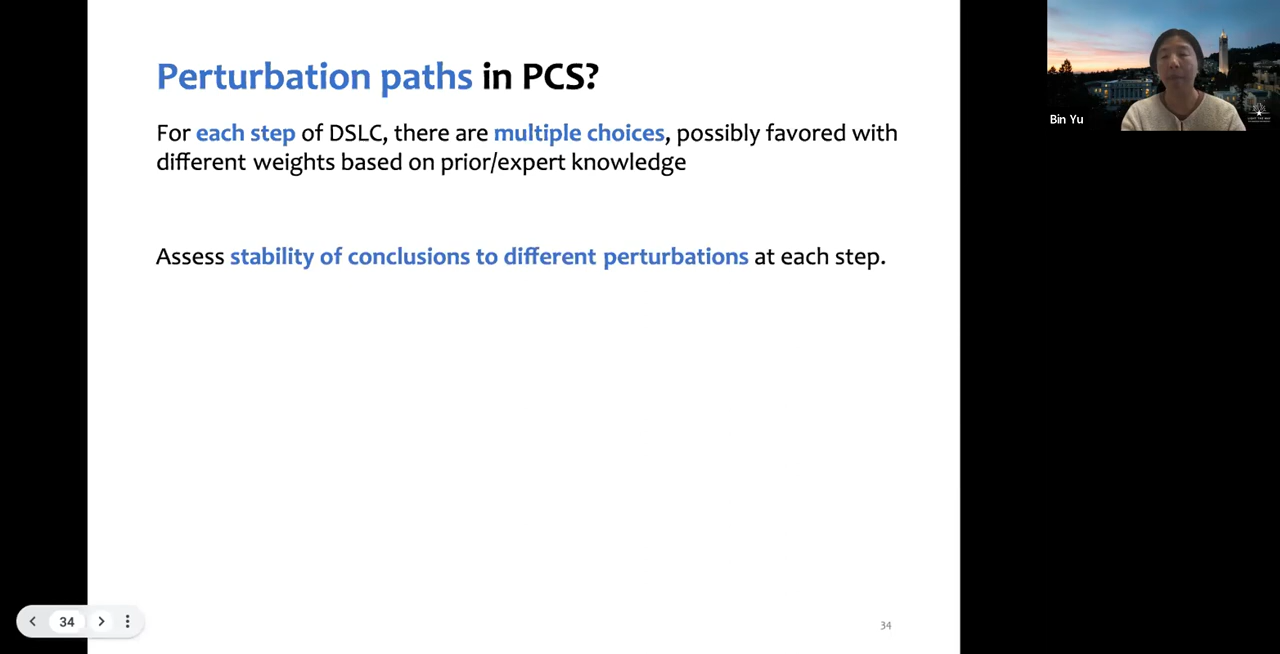 Perturbation paths in PCS?
For each step of DSLC, there are multiple choices, possibly favored with
different weights based on prior/expert knowledge
Assess stability of conclusions to different perturbations at each step.
34
34
Bin Yu